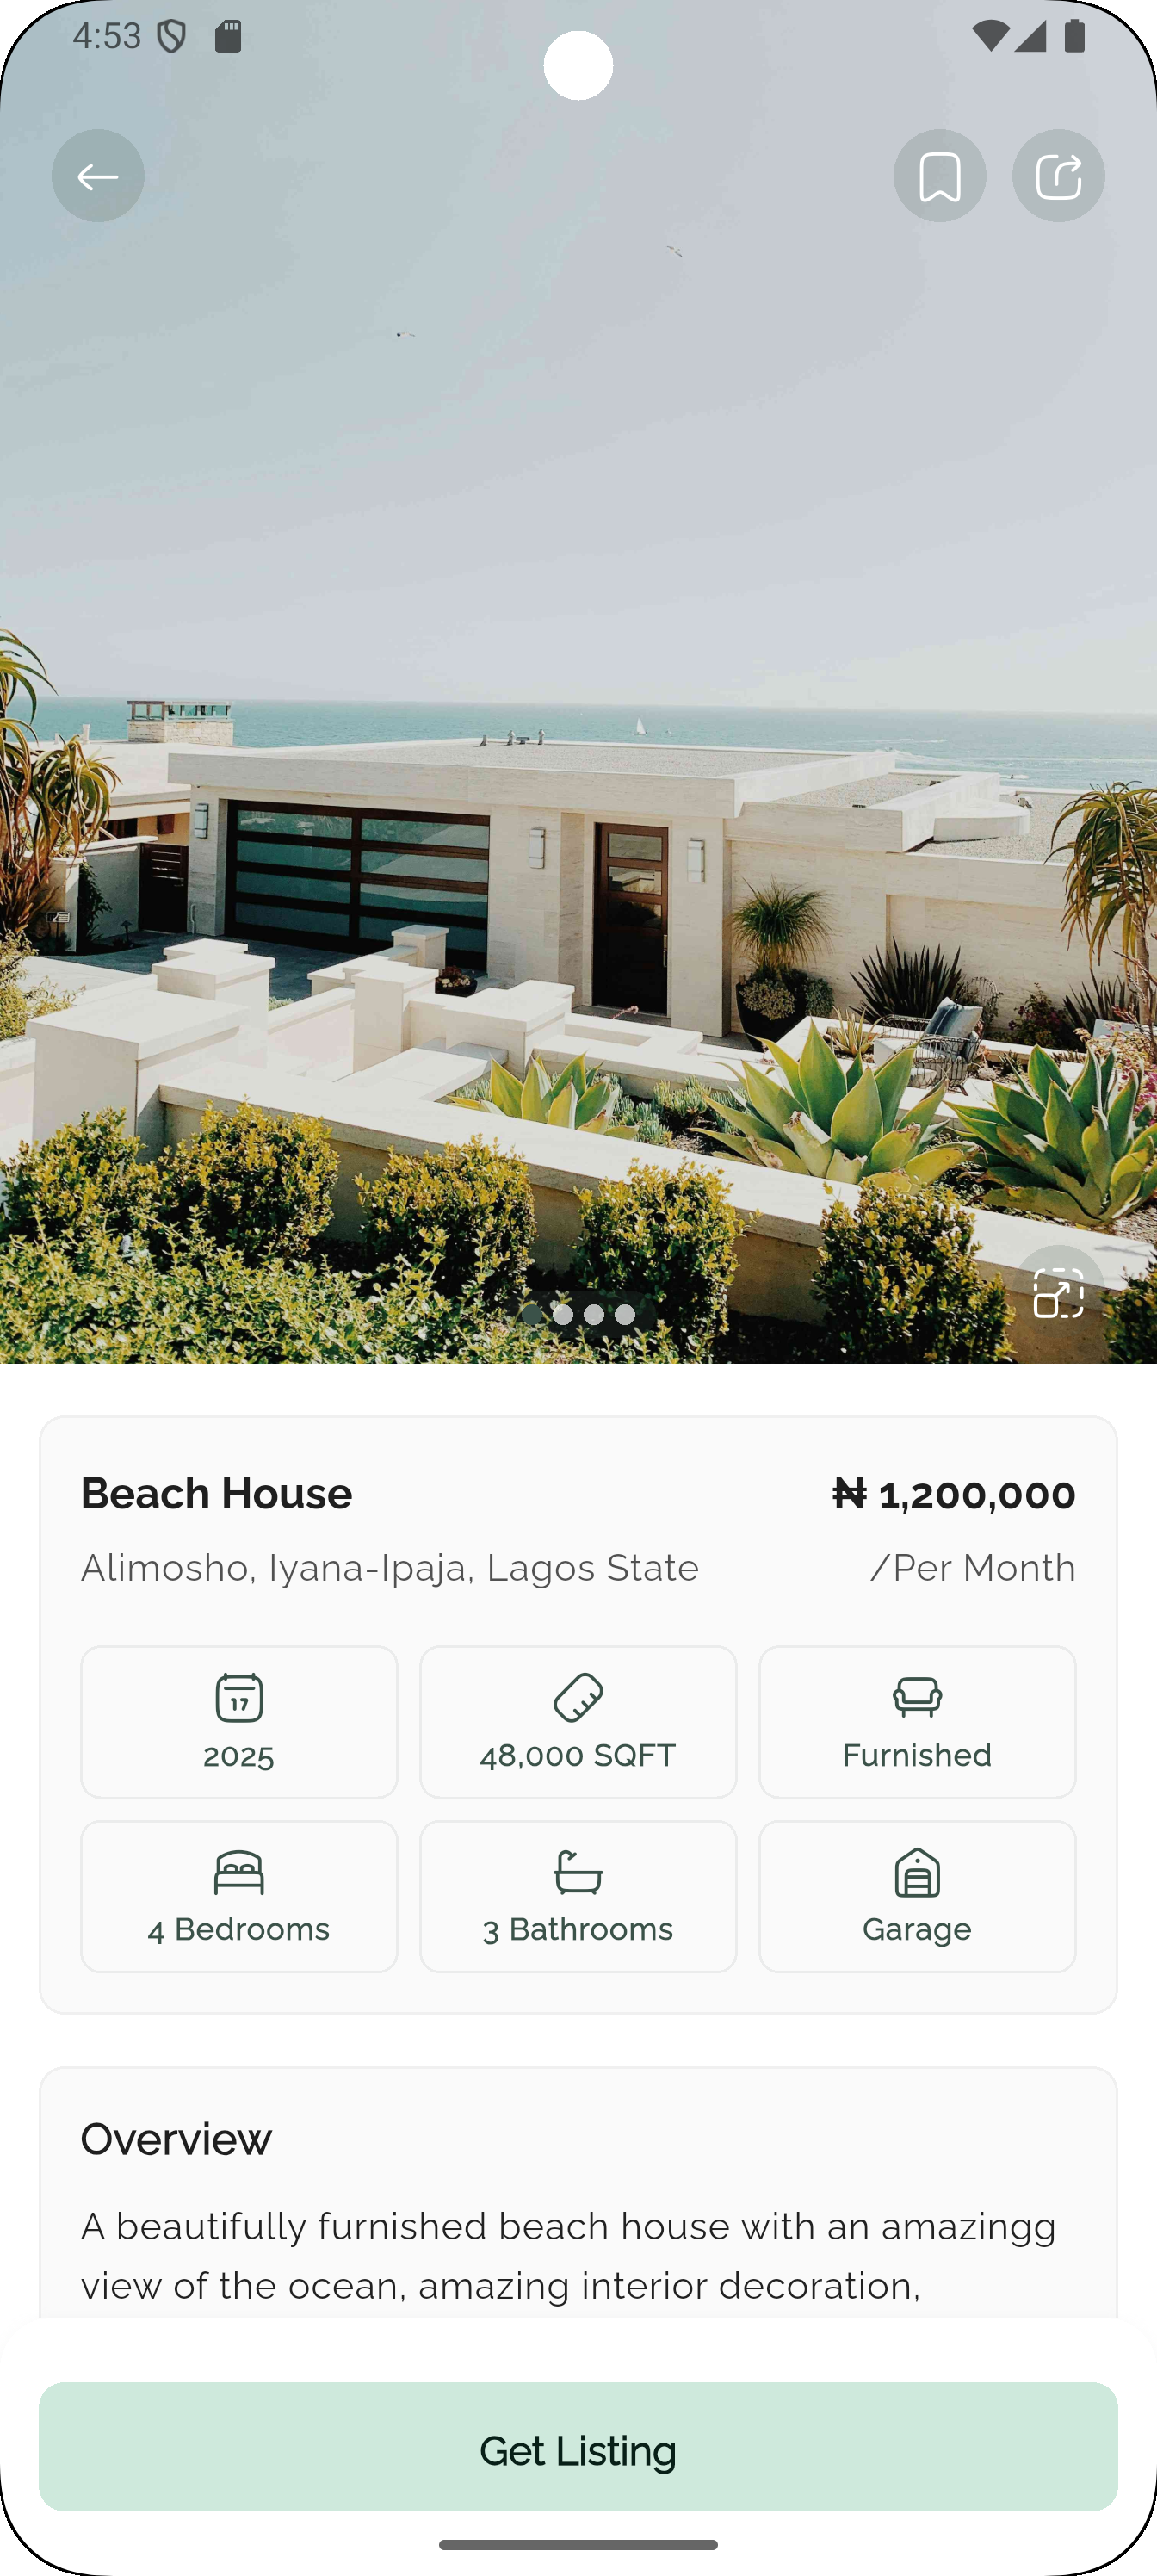 4:53
Beach House
₦ 1,200,000
Alimosho, Iyana-Ipaja, Lagos State
/Per Month
17
2025
48,000 SQFT
Furnished
4 Bedrooms
3 Bathrooms
Garage
Overview
A beautifully furnished beach house with an amazingg
view of the ocean, amazing interior decoration,
Get Listing